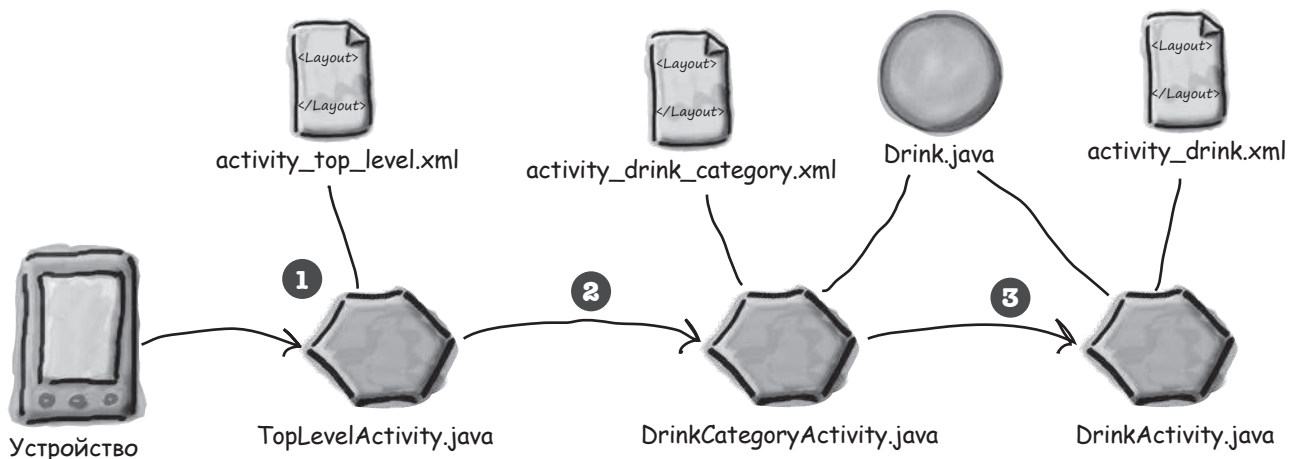 <Layout>
</Layout>
activity_top_level.xml
<Layout>
</Layout>
activity_drink_category.xml
Drink.java
<Layout>
</Layout>
activity_drink.xml
1
2
3
Устройство
TopLevelActivity.java
DrinkCategoryActivity.java
DrinkActivity.java